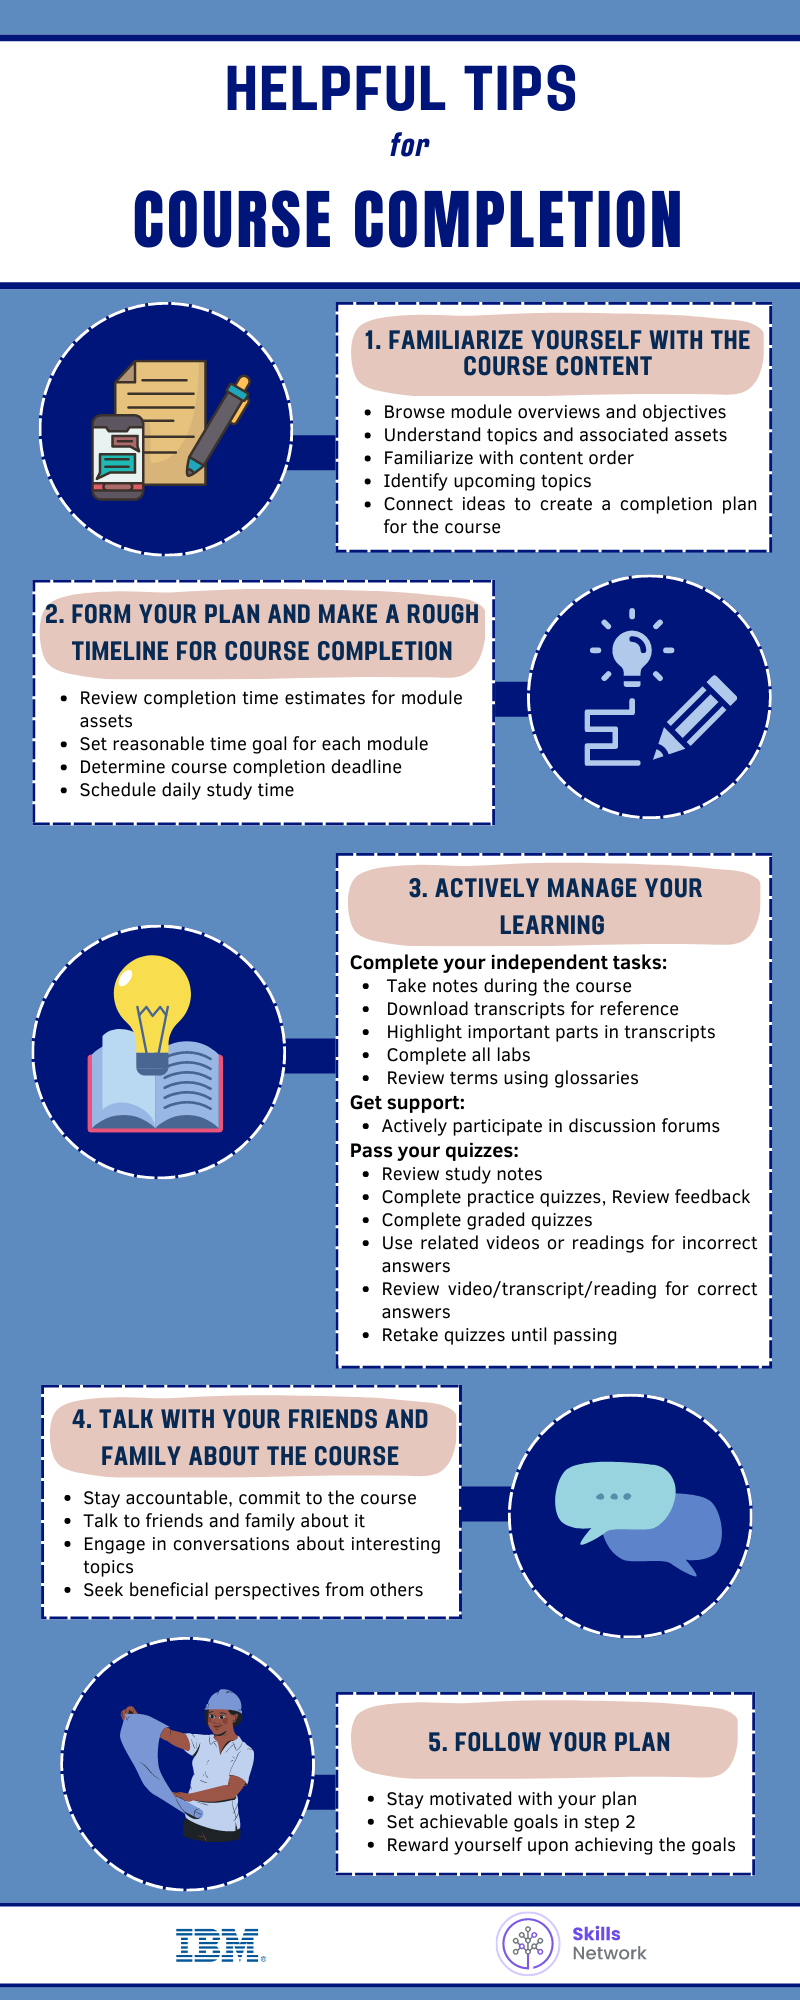 HELPFUL TIPS
for
COURSE COMPLETION
1. FAMILIARIZE YOURSELF WITH THE
COURSE CONTENT
• Browse module overviews and objectives
• Understand topics and associated assets
• Familiarize with content order
• Identify upcoming topics
• Connect ideas to create a completion plan
for the course
2. FORM YOUR PLAN AND MAKE A ROUGH
TIMELINE FOR COURSE COMPLETION
• Review completion time estimates for module
assets
• Set reasonable time goal for each module
• Determine course completion deadline
• Schedule daily study time
3. ACTIVELY MANAGE YOUR
LEARNING
Complete your independent tasks:
• Take notes during the course
• Download transcripts for reference
• Highlight important parts in transcripts
• Complete all labs
• Review terms using glossaries
Get support:
• Actively participate in discussion forums
Pass your quizzes:
• Review study notes
• Complete practice quizzes, Review feedback
• Complete graded quizzes
• Use related videos or readings for incorrect
answers
• Review video/transcript/reading for correct
answers
• Retake quizzes until passing
4. TALK WITH YOUR FRIENDS AND
FAMILY ABOUT THE COURSE
• Stay accountable, commit to the course
• Talk to friends and family about it
• Engage in conversations about interesting
topics
• Seek beneficial perspectives from others
5. FOLLOW YOUR PLAN
• Stay motivated with your plan
• Set achievable goals in step 2
• Reward yourself upon achieving the goals
IBM®
Skills
Network